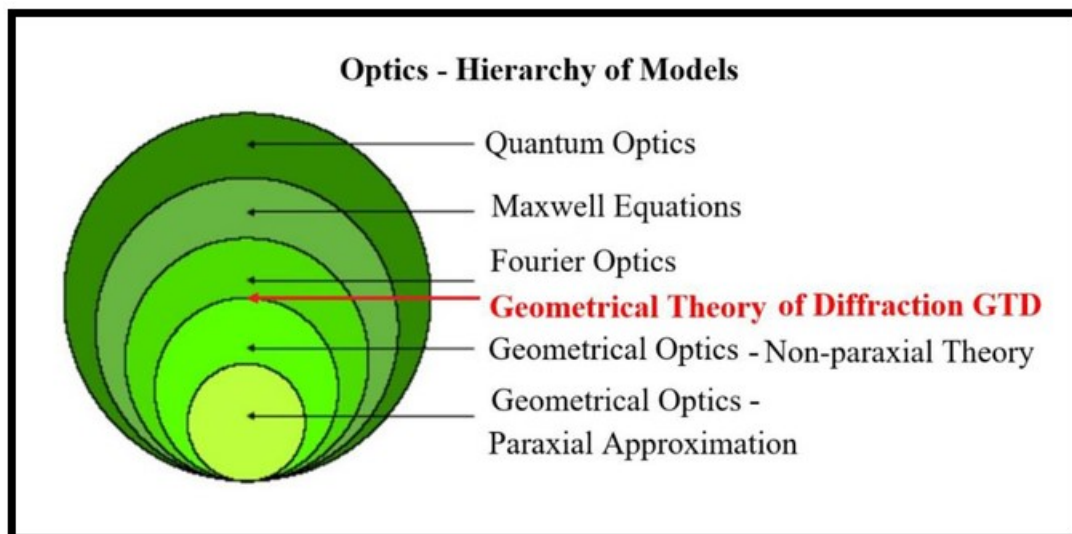 Optics - Hierarchy of Models
Quantum Optics
Maxwell Equations
Fourier Optics
Geometrical Theory of Diffraction GTD
Geometrical Optics - Non-paraxial Theory
Geometrical Optics -
Paraxial Approximation